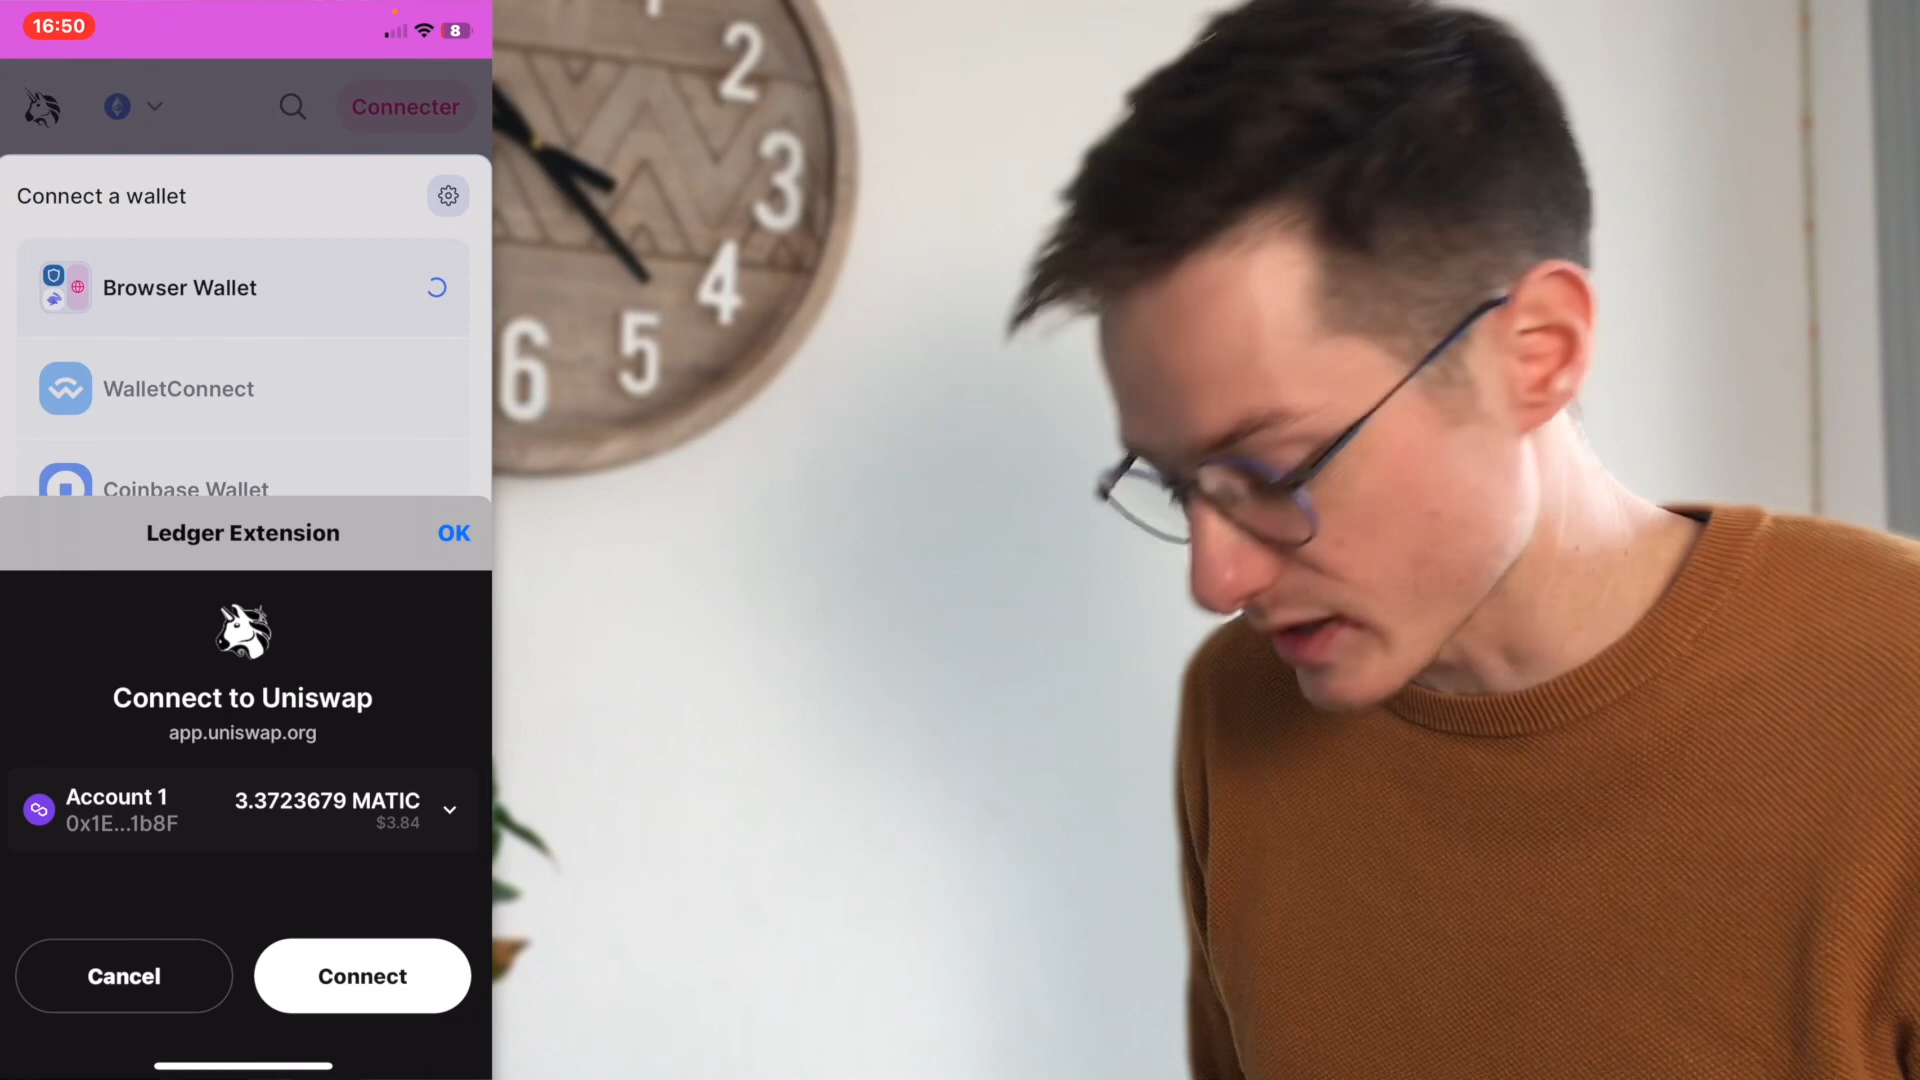 16:50
8
Connecter
Connect a wallet
Browser Wallet
WalletConnect
Coinbase Wallet
Ledger Extension
OK
Connect to Uniswap
app.uniswap.org
Account 1
3.3723679 MATIC
0x1E...1b8F
$3.84
Cancel
Connect
2
3
4
5
6